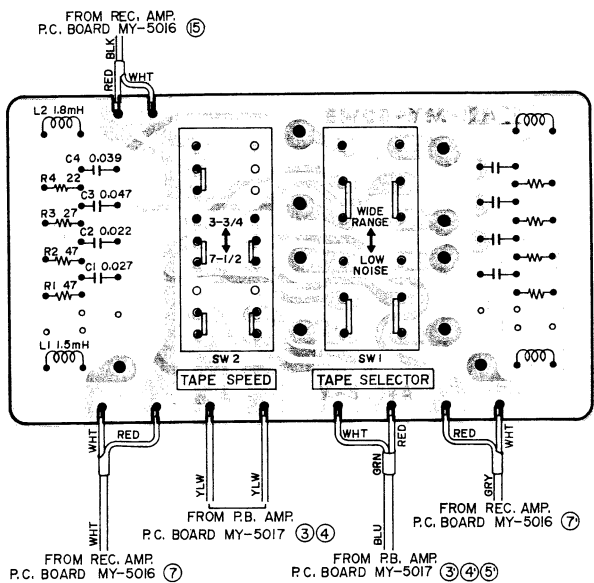 FROM REC. AMP.
P.C. BOARD MY-5016 ⑮
BLK
RED
WHT
L2 1.8mH
C4 0.039
R4 22
C3 0.047
R3 27
C2 0.022
R2 47
C1 0.027
R1 47
L1 1.5mH
3-3/4
7-1/2
WIDE
RANGE
LOW
NOISE
SW2
SW1
TAPE SPEED
TAPE SELECTOR
WHT
RED
YLW
YLW
WHT
RED
GRN
RED
WHT
GRY
FROM P.B. AMP.
P.C. BOARD MY-5017 ③④
FROM REC. AMP.
P.C. BOARD MY-5016 ⑦'
WHT
BLU
FROM REC. AMP.
P.C. BOARD MY-5016 ⑦
FROM P.B. AMP.
P.C. BOARD MY-5017 ③'④'⑤'